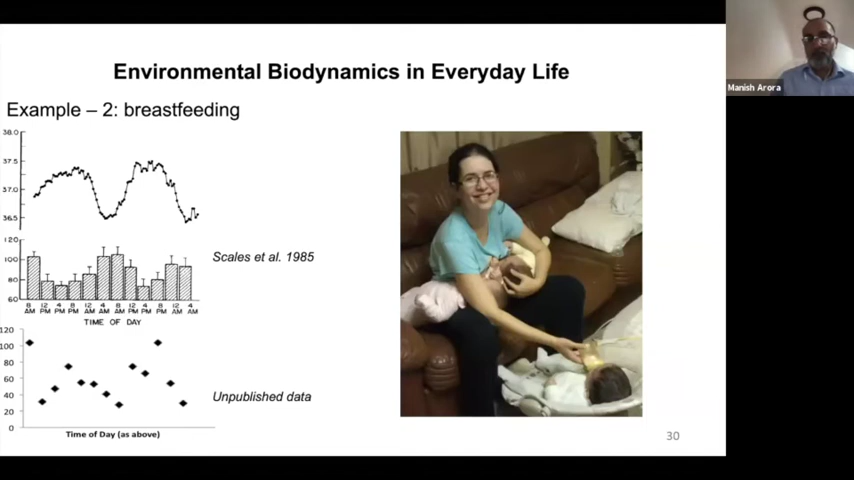 Environmental Biodynamics in Everyday Life
Example – 2: breastfeeding
38.0
37.5
37.0
36.5
120
100
80
60
8 12 4 8 12 4 8 12 4 8 12 4
AM PM PM PM AM AM AM PM PM PM AM AM
TIME OF DAY
Scales et al. 1985
120
100
80
60
40
20
0
Time of Day (as above)
Unpublished data
30
Manish Arora